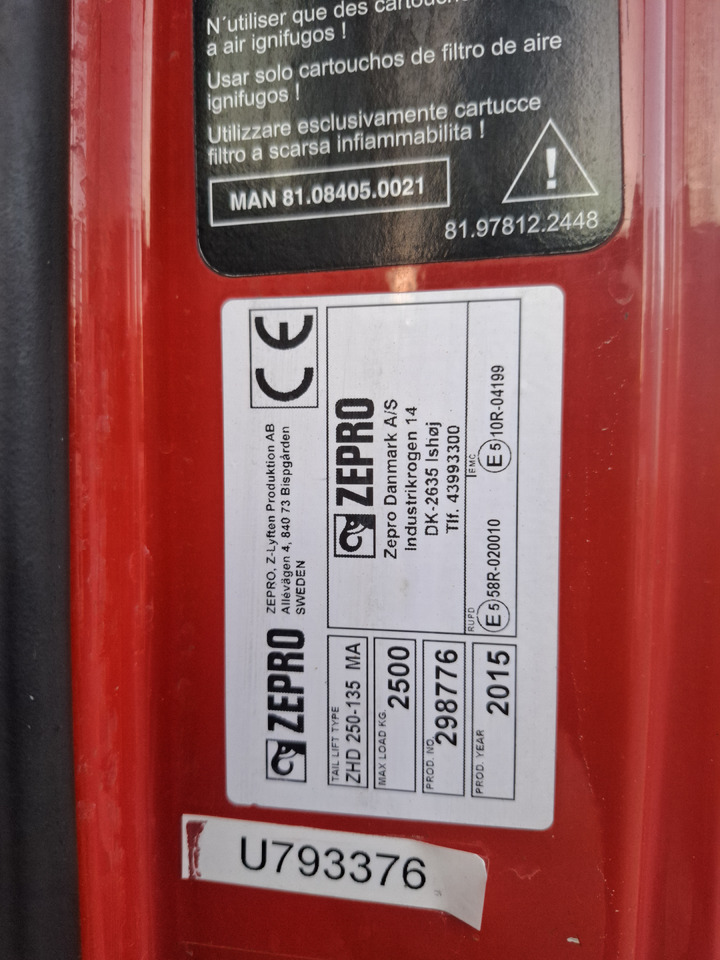 N´utiliser que des cartouch
a air ignifugos !
Usar solo cartouchos de filtro de aire
ignifugos !
Utilizzare esclusivamente cartucce
filtro a scarsa infiammabilita !
MAN 81.08405.0021
!
81.97812.2448
ZEPRO
ZEPRO, Z-Lyften Produktion AB
Allévägen 4, 840 73 Bispgården
SWEDEN
CE
TAIL LIFT TYPE
ZHD 250-135 MA
MAX LOAD KG.
2500
PROD. NO.
298776
PROD. YEAR
2015
ZEPRO
Zepro Danmark A/S
Industrikrogen 14
DK-2635 Ishøj
Tlf. 43993300
RUPD
E5 58R-020010
EMC
E5 10R-04199
U793376